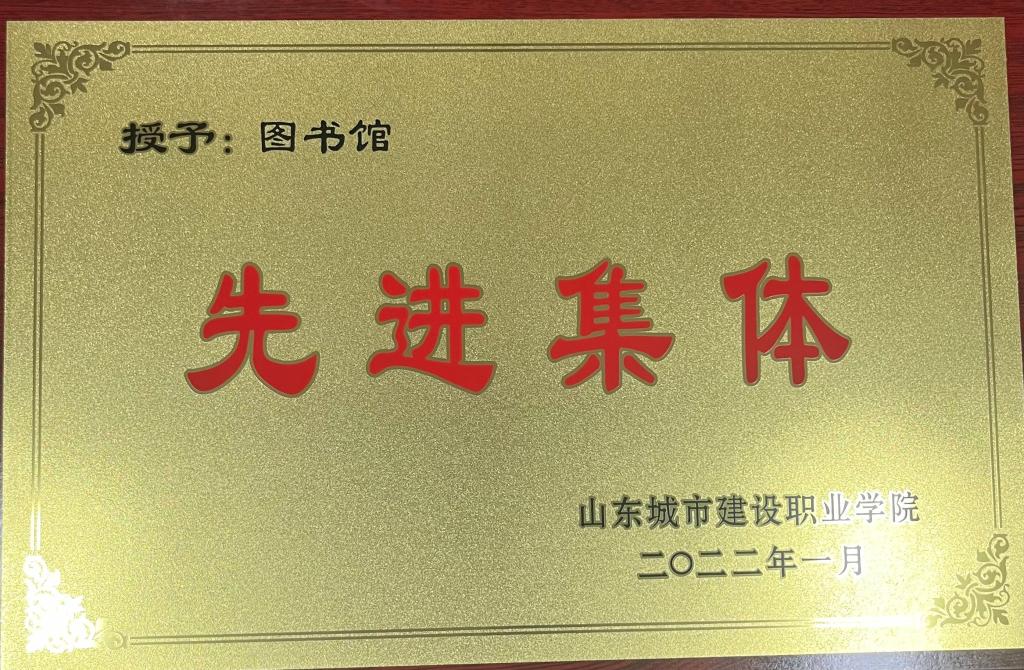 授予：图书馆
先进集体
山东城市建设职业学院
二〇二二年一月